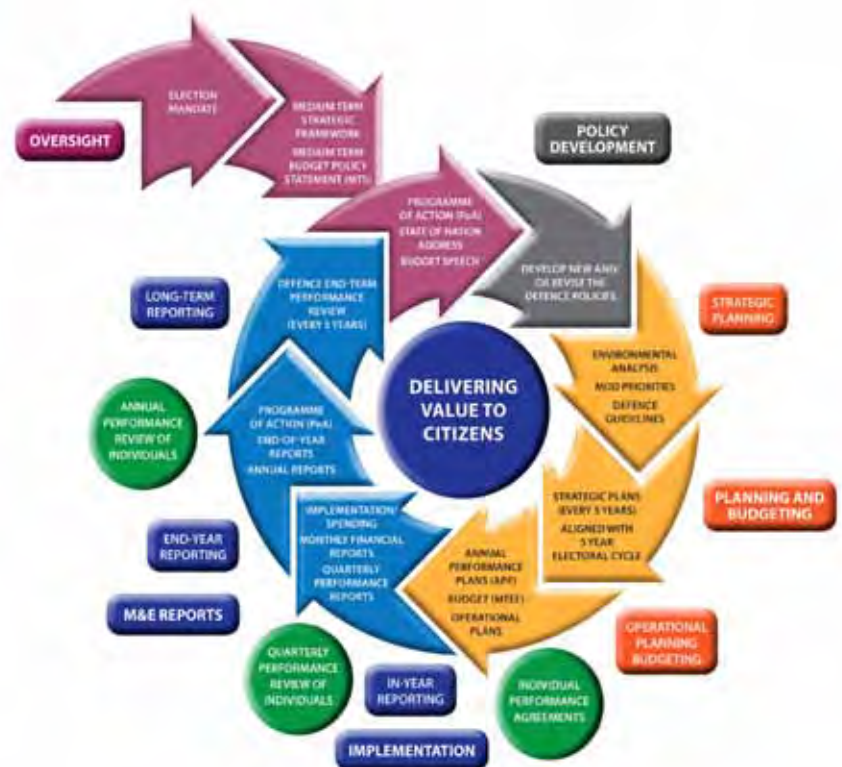 ELECTION
MANDATE
MEDIUM TERM
STRATEGIC
FRAMEWORK
MEDIUM TERM
BUDGET POLICY
STATEMENT (MTS)
OVERSIGHT
POLICY
DEVELOPMENT
PROGRAMME
OF ACTION (PoA)
STATE OF NATION
ADDRESS
BUDGET SPEECH
DEVELOP NEW AND/
OR REVISE THE
DEFENCE POLICIES
LONG-TERM
REPORTING
DEFENCE END-TERM
PERFORMANCE
REVIEW
(EVERY 5 YEARS)
STRATEGIC
PLANNING
ENVIRONMENTAL
ANALYSIS
MOD PRIORITIES
DEFENCE
GUIDELINES
DELIVERING
VALUE TO
CITIZENS
ANNUAL
PERFORMANCE
REVIEW OF
INDIVIDUALS
PROGRAMME
OF ACTION (PoA)
END-OF-YEAR
REPORTS
ANNUAL REPORTS
STRATEGIC PLANS
(EVERY 5 YEARS)
ALIGNED WITH
5 YEAR
ELECTORAL CYCLE
PLANNING AND
BUDGETING
IMPLEMENTATION
SPENDING
MONTHLY FINANCIAL
REPORTS
QUARTERLY
PERFORMANCE
REPORTS
ANNUAL
PERFORMANCE
PLANS (APP)
BUDGET (MTEF)
OPERATIONAL
PLANS
END-YEAR
REPORTING
M&E REPORTS
OPERATIONAL
PLANNING
BUDGETING
QUARTERLY
PERFORMANCE
REVIEW OF
INDIVIDUALS
IN-YEAR
REPORTING
INDIVIDUAL
PERFORMANCE
AGREEMENTS
IMPLEMENTATION